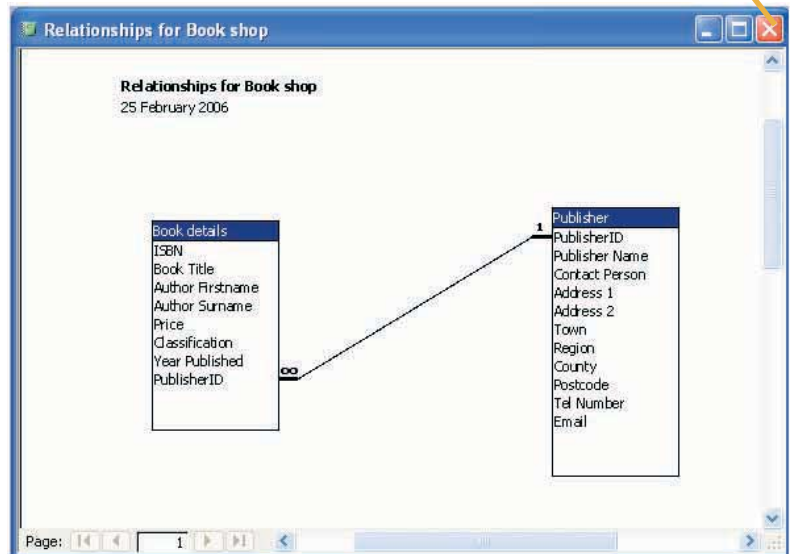 Relationships for Book shop
Relationships for Book shop
25 February 2006
Book details
ISBN
Book Title
Author Firstname
Author Surname
Price
Classification
Year Published
PublisherID
∞
1
Publisher
PublisherID
Publisher Name
Contact Person
Address 1
Address 2
Town
Region
County
Postcode
Tel Number
Email
Page: 1